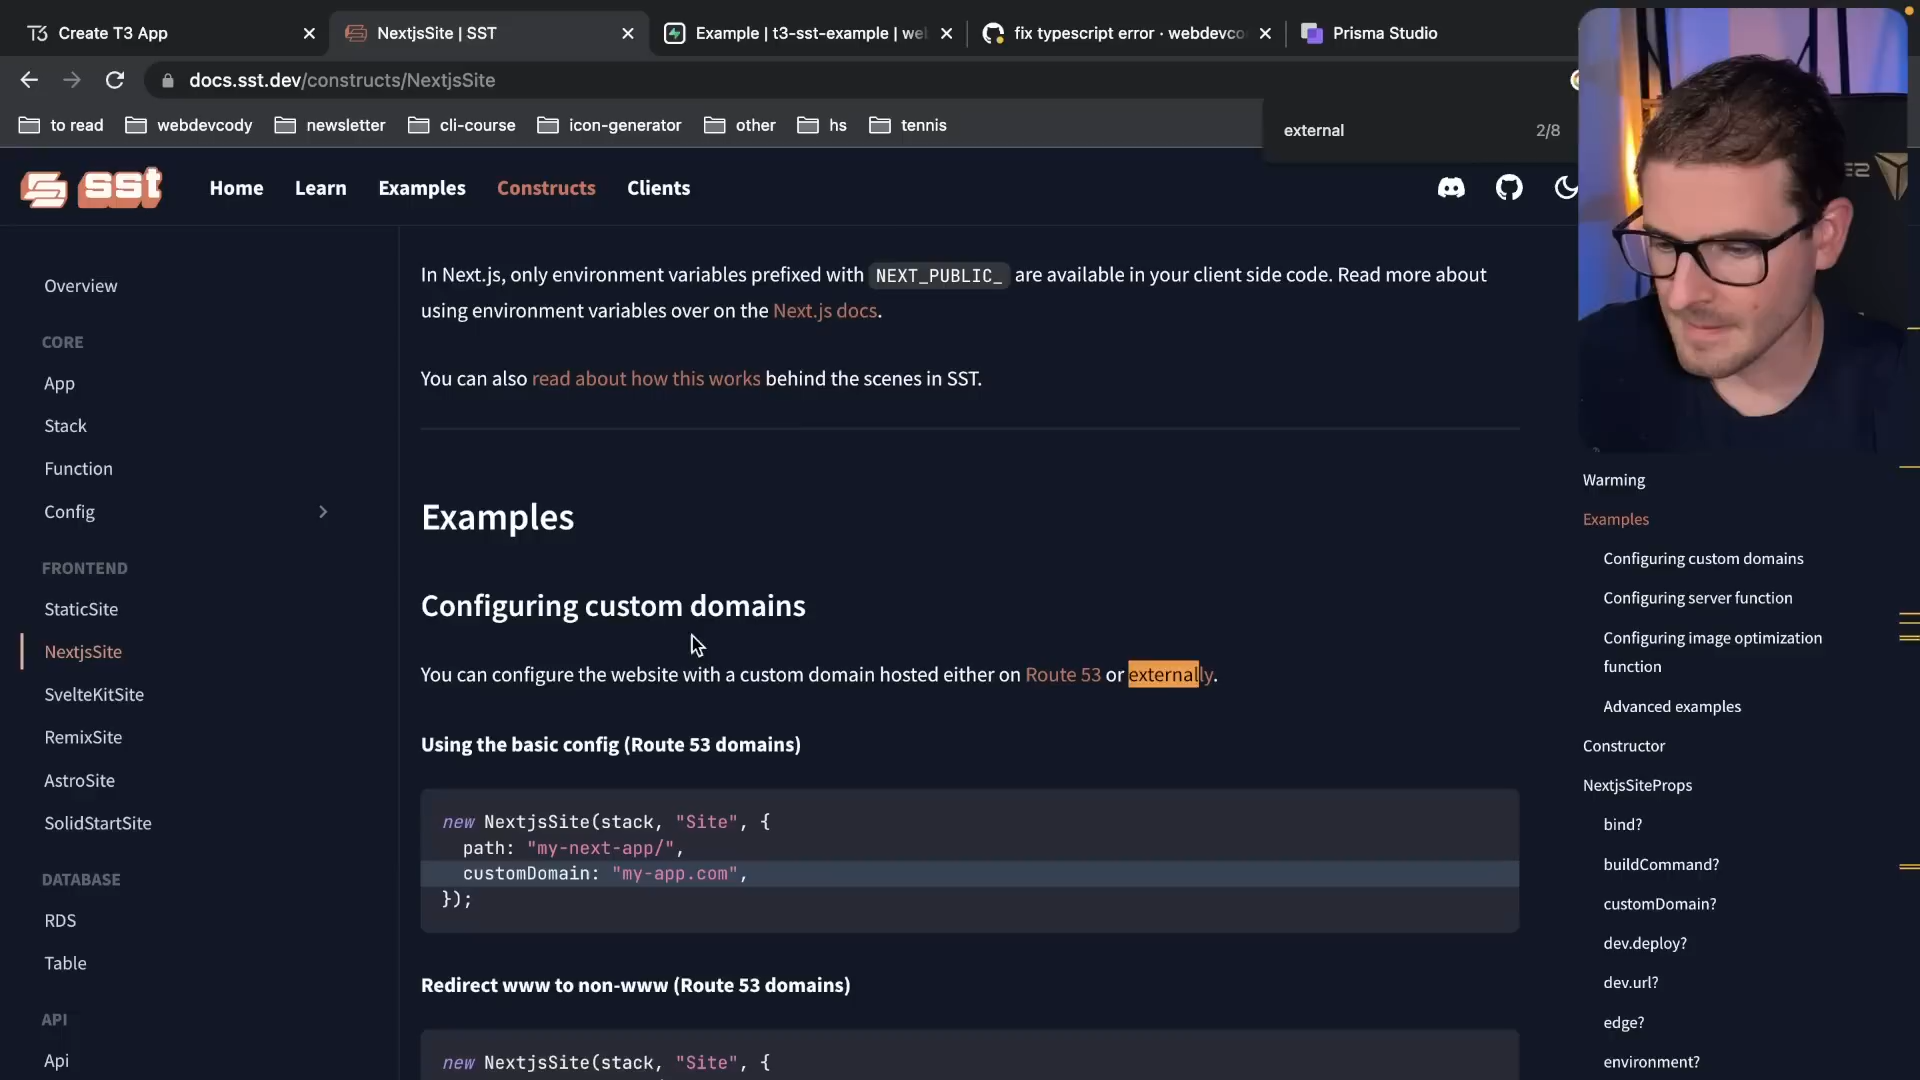 Create T3 App
NextjsSite | SST
Example | t3-sst-example | we
fix typescript error · webdevco
Prisma Studio
docs.sst.dev/constructs/NextjsSite
to read
webdevcody
newsletter
cli-course
icon-generator
other
hs
tennis
external
2/8
sst
Home
Learn
Examples
Constructs
Clients
Overview
CORE
App
Stack
Function
Config
FRONTEND
StaticSite
NextjsSite
SvelteKitSite
RemixSite
AstroSite
SolidStartSite
DATABASE
RDS
Table
API
Api
In Next.js, only environment variables prefixed with NEXT_PUBLIC_ are available in your client side code. Read more about
using environment variables over on the Next.js docs.
You can also read about how this works behind the scenes in SST.
Examples
Configuring custom domains
You can configure the website with a custom domain hosted either on Route 53 or externally.
Using the basic config (Route 53 domains)
new NextjsSite(stack, "Site", {
path: "my-next-app/",
customDomain: "my-app.com",
});
Redirect www to non-www (Route 53 domains)
new NextjsSite(stack, "Site", {
Warming
Examples
Configuring custom domains
Configuring server function
Configuring image optimization
function
Advanced examples
Constructor
NextjsSiteProps
bind?
buildCommand?
customDomain?
dev.deploy?
dev.url?
edge?
environment?